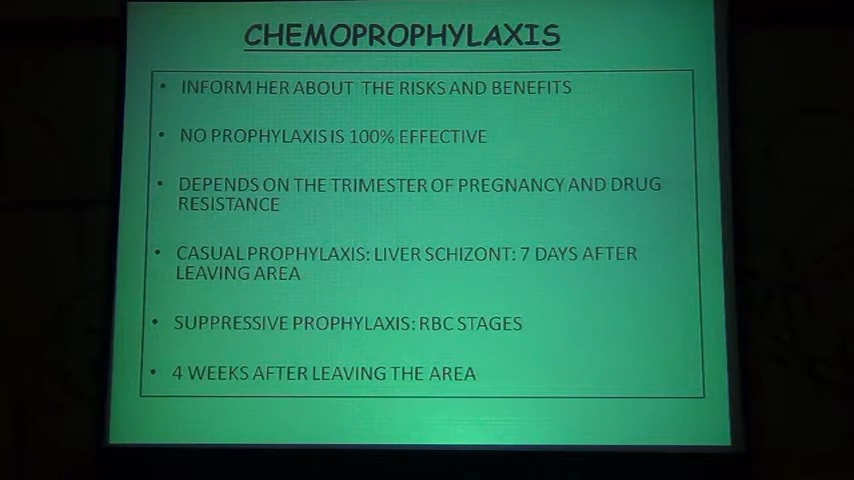 CHEMOPROPHYLAXIS
• INFORM HER ABOUT THE RISKS AND BENEFITS
• NO PROPHYLAXIS IS 100% EFFECTIVE
• DEPENDS ON THE TRIMESTER OF PREGNANCY AND DRUG
RESISTANCE
• CASUAL PROPHYLAXIS: LIVER SCHIZONT: 7 DAYS AFTER
LEAVING AREA
• SUPPRESSIVE PROPHYLAXIS: RBC STAGES
• 4 WEEKS AFTER LEAVING THE AREA